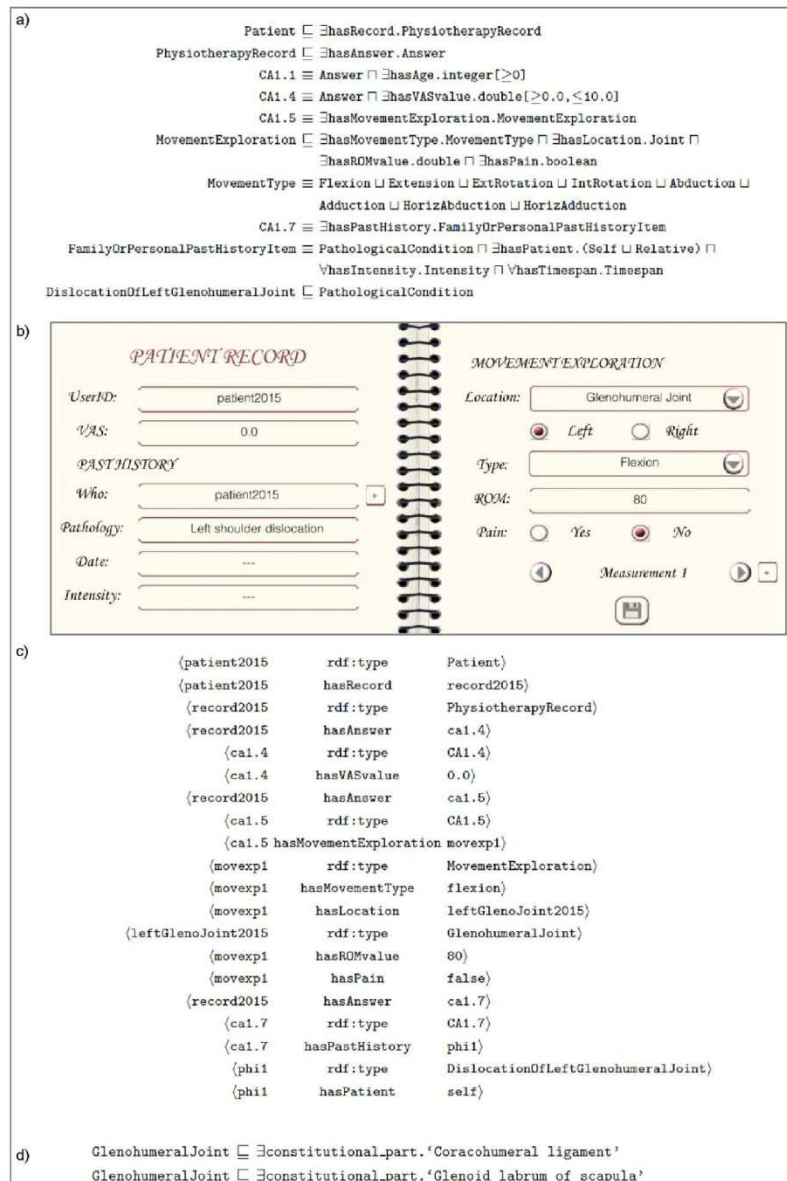 a)
Patient ⊑ ∃hasRecord.PhysiotherapyRecord
PhysiotherapyRecord ⊑ ∃hasAnswer.Answer
CA1.1 ≡ Answer ⊓ ∃hasAge.integer[≥0]
CA1.4 ≡ Answer ⊓ ∃hasVASvalue.double[≥0.0,≤10.0]
CA1.5 ≡ ∃hasMovementExploration.MovementExploration
MovementExploration ⊑ ∃hasMovementType.MovementType ⊓ ∃hasLocation.Joint ⊓
∃hasROMvalue.double ⊓ ∃hasPain.boolean
MovementType ≡ Flexion ⊔ Extension ⊔ ExtRotation ⊔ IntRotation ⊔ Abduction ⊔
Adduction ⊔ HorizAbduction ⊔ HorizAdduction
CA1.7 ≡ ∃hasPastHistory.FamilyOrPersonalPastHistoryItem
FamilyOrPersonalPastHistoryItem ≡ PathologicalCondition ⊓ ∃hasPatient.(Self ⊔ Relative) ⊓
∀hasIntensity.Intensity ⊓ ∀hasTimespan.Timespan
DislocationOfLeftGlenohumeralJoint ⊑ PathologicalCondition
b)
PATIENT RECORD
UserID: patient2015
VAS: 0.0
PAST HISTORY
Who: patient2015 +
Pathology: Left shoulder dislocation
Date: ---
Intensity: ---
MOVEMENT EXPLORATION
Location: Glenohumeral Joint
Left Right
Type: Flexion
ROM: 80
Pain: Yes No
Measurement 1 +
c)
⟨patient2015 rdf:type Patient⟩
⟨patient2015 hasRecord record2015⟩
⟨record2015 rdf:type PhysiotherapyRecord⟩
⟨record2015 hasAnswer ca1.4⟩
⟨ca1.4 rdf:type CA1.4⟩
⟨ca1.4 hasVASvalue 0.0⟩
⟨record2015 hasAnswer ca1.5⟩
⟨ca1.5 rdf:type CA1.5⟩
⟨ca1.5 hasMovementExploration movexp1⟩
⟨movexp1 rdf:type MovementExploration⟩
⟨movexp1 hasMovementType flexion⟩
⟨movexp1 hasLocation leftGlenoJoint2015⟩
⟨leftGlenoJoint2015 rdf:type GlenohumeralJoint⟩
⟨movexp1 hasROMvalue 80⟩
⟨movexp1 hasPain false⟩
⟨record2015 hasAnswer ca1.7⟩
⟨ca1.7 rdf:type CA1.7⟩
⟨ca1.7 hasPastHistory phi1⟩
⟨phi1 rdf:type DislocationOfLeftGlenohumeralJoint⟩
⟨phi1 hasPatient self⟩
d)
GlenohumeralJoint ⊑ ∃constitutional_part.‘Coracohumeral ligament’
GlenohumeralJoint ⊑ ∃constitutional_part.‘Glenoid labrum of scapula’